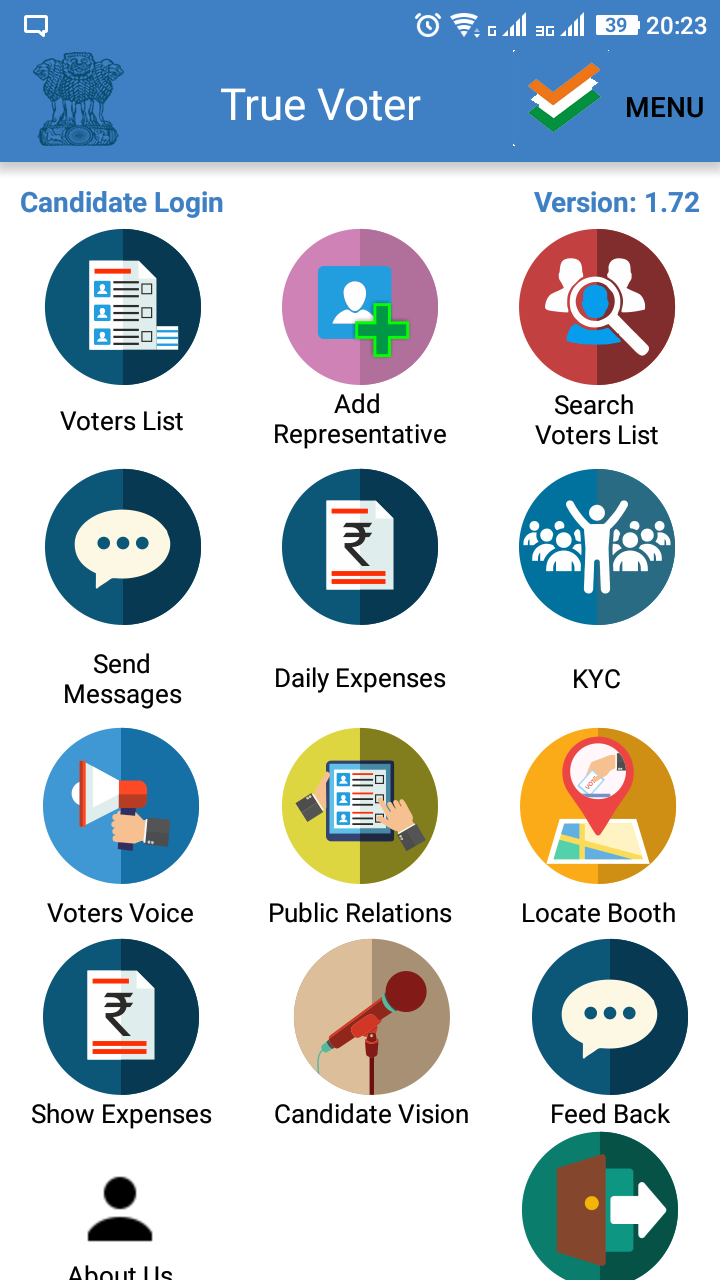 G 3G 39 20:23
True Voter
MENU
Candidate Login
Version: 1.72
Voters List
Add
Representative
Search
Voters List
Send
Messages
Daily Expenses
KYC
Voters Voice
Public Relations
VOTE
Locate Booth
Show Expenses
Candidate Vision
Feed Back
About Us